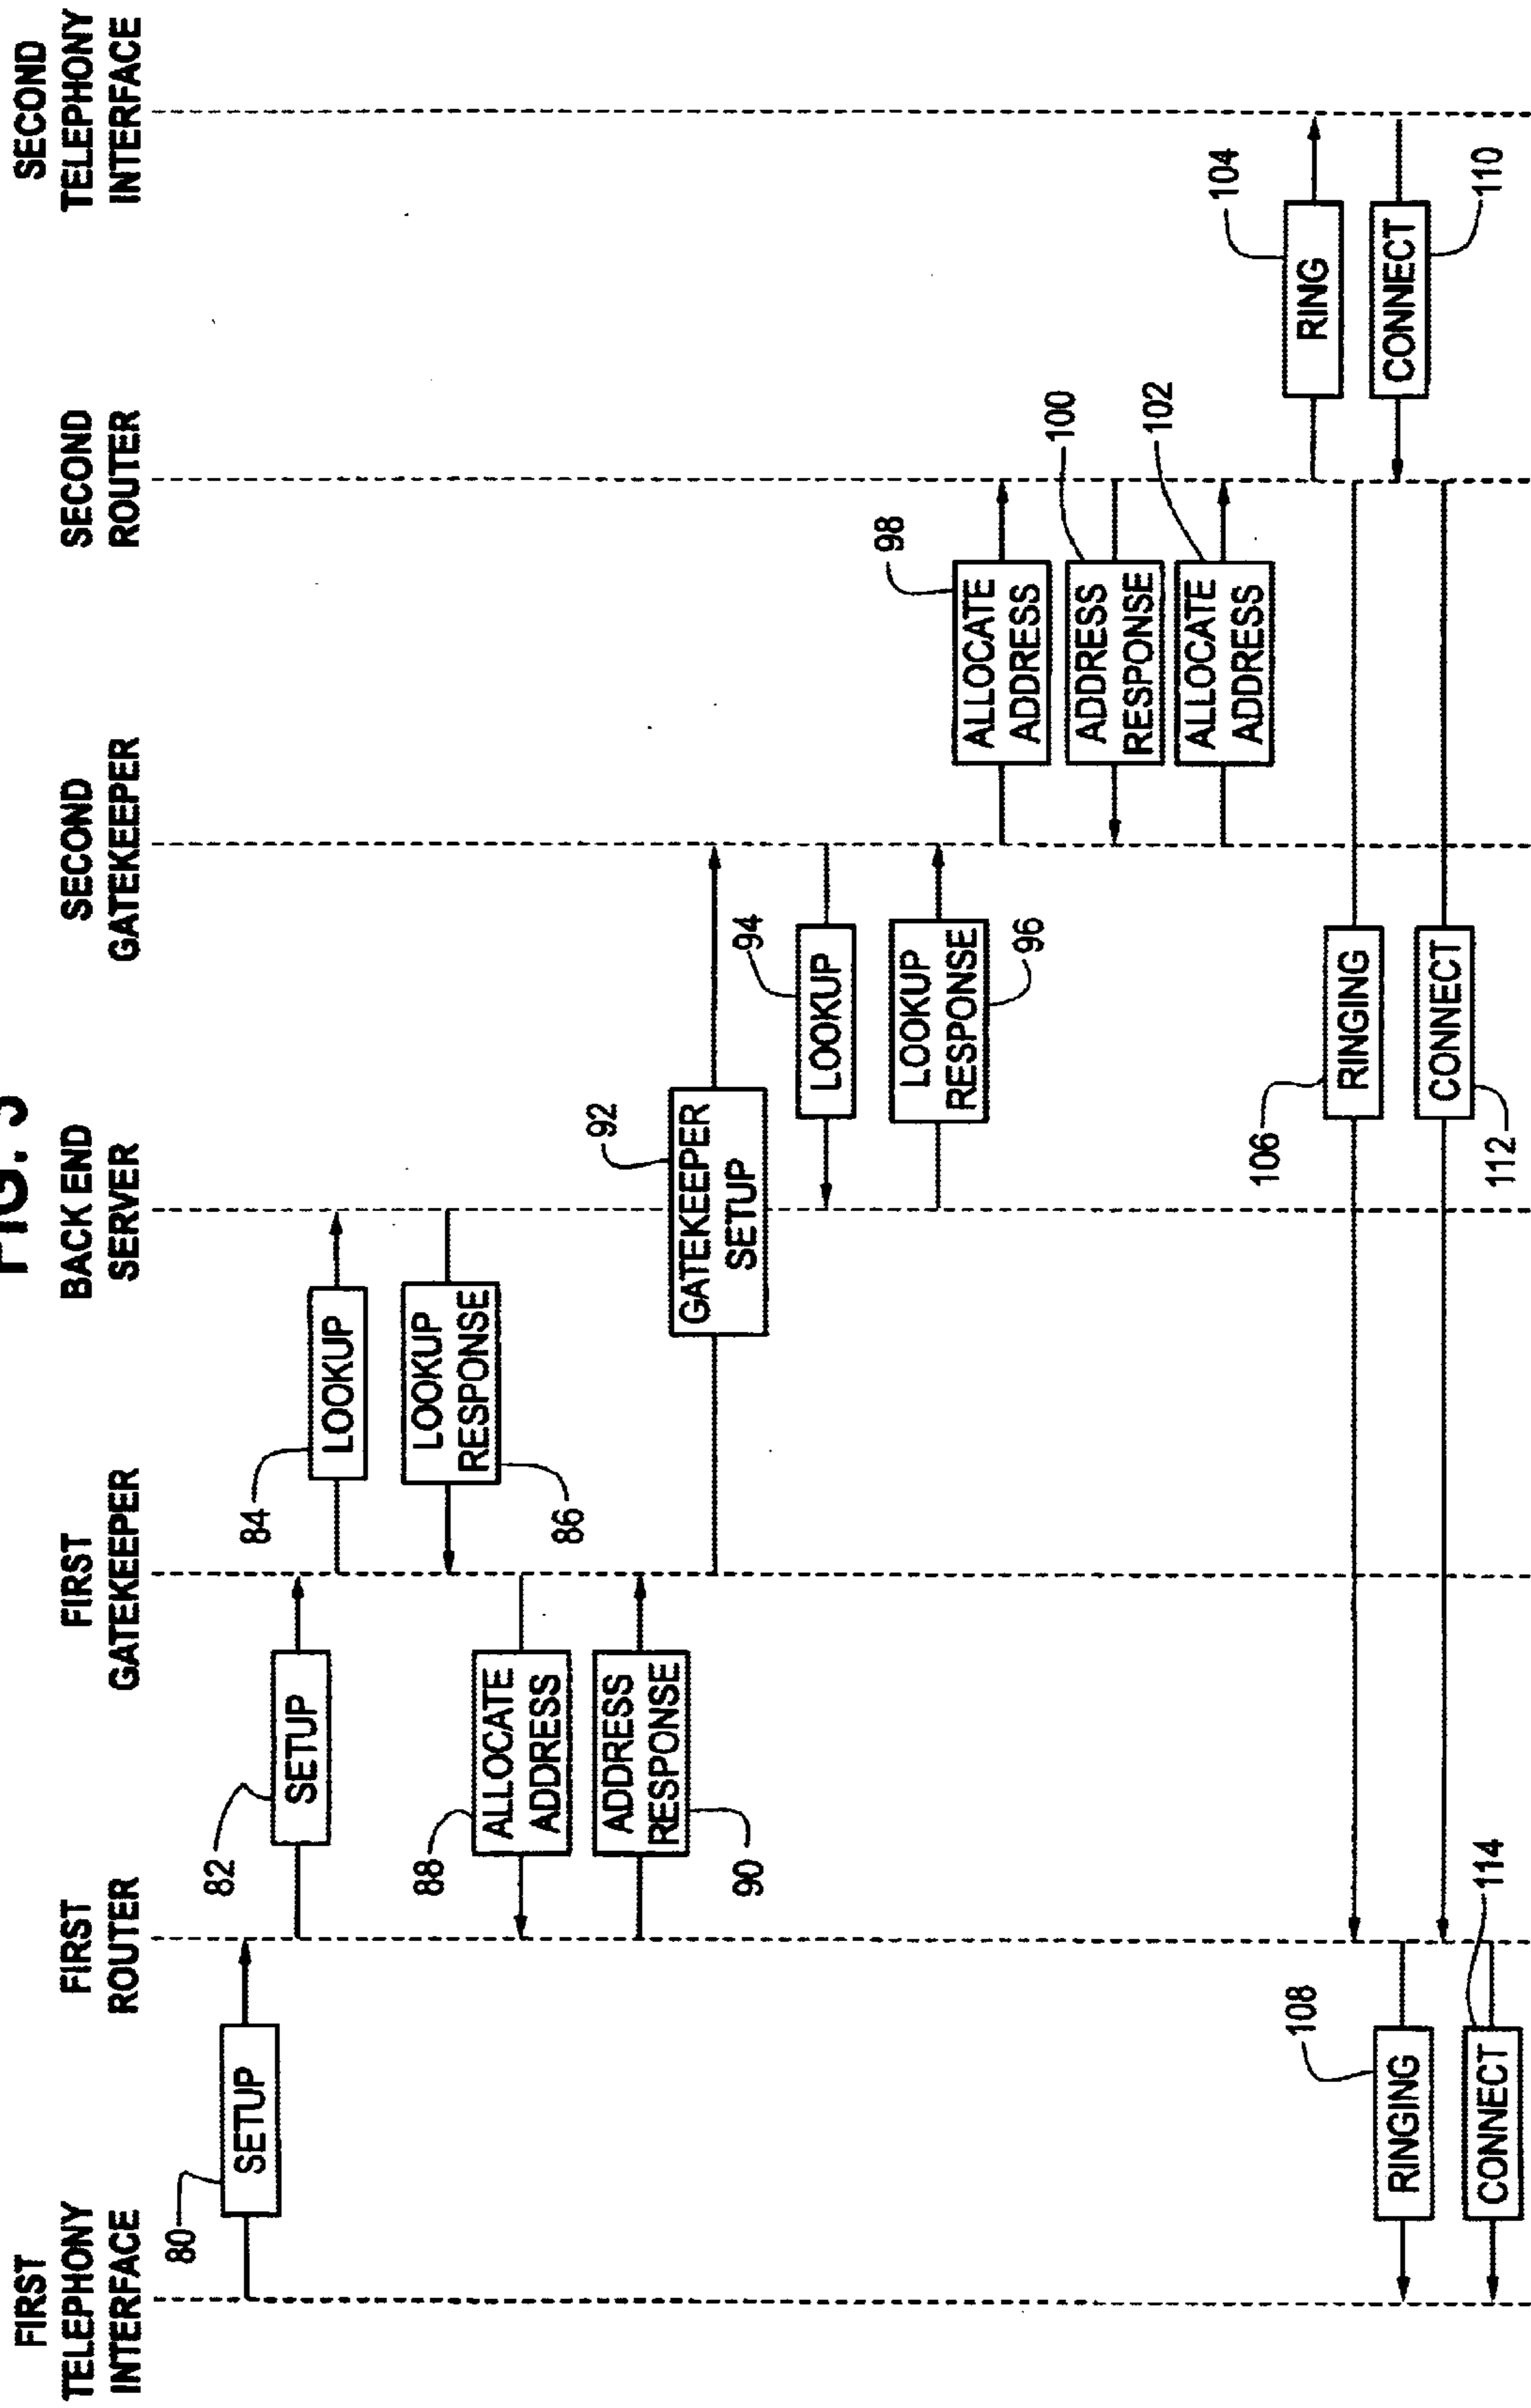 FIG. 3
FIRST
TELEPHONY
INTERFACE
FIRST
ROUTER
FIRST
GATEKEEPER
BACK END
SERVER
SECOND
GATEKEEPER
SECOND
ROUTER
SECOND
TELEPHONY
INTERFACE
80
SETUP
82
SETUP
84
LOOKUP
LOOKUP
RESPONSE
86
88
ALLOCATE
ADDRESS
ADDRESS
RESPONSE
90
92
GATEKEEPER
SETUP
94
LOOKUP
LOOKUP
RESPONSE
96
98
ALLOCATE
ADDRESS
100
ADDRESS
RESPONSE
102
ALLOCATE
ADDRESS
104
RING
106
RINGING
108
RINGING
CONNECT
110
CONNECT
112
114
CONNECT